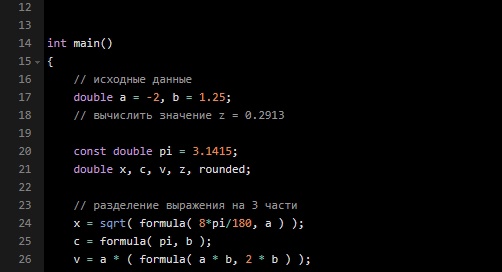 12
13
14 int main()
15 {
16 // исходные данные
17 double a = -2, b = 1.25;
18 // вычислить значение z = 0.2913
19
20 const double pi = 3.1415;
21 double x, c, v, z, rounded;
22
23 // разделение выражения на 3 части
24 x = sqrt( formula( 8*pi/180, a ) );
25 c = formula( pi, b );
26 v = a * ( formula( a * b, 2 * b ) );